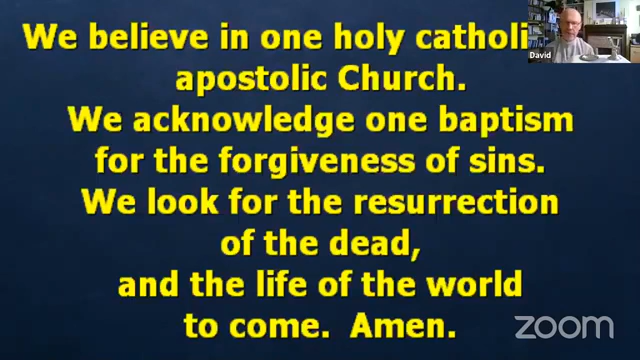 We believe in one holy catholi
apostolic Church.
We acknowledge one baptism
for the forgiveness of sins.
We look for the resurrection
of the dead,
and the life of the world
to come. Amen.
David
zoom